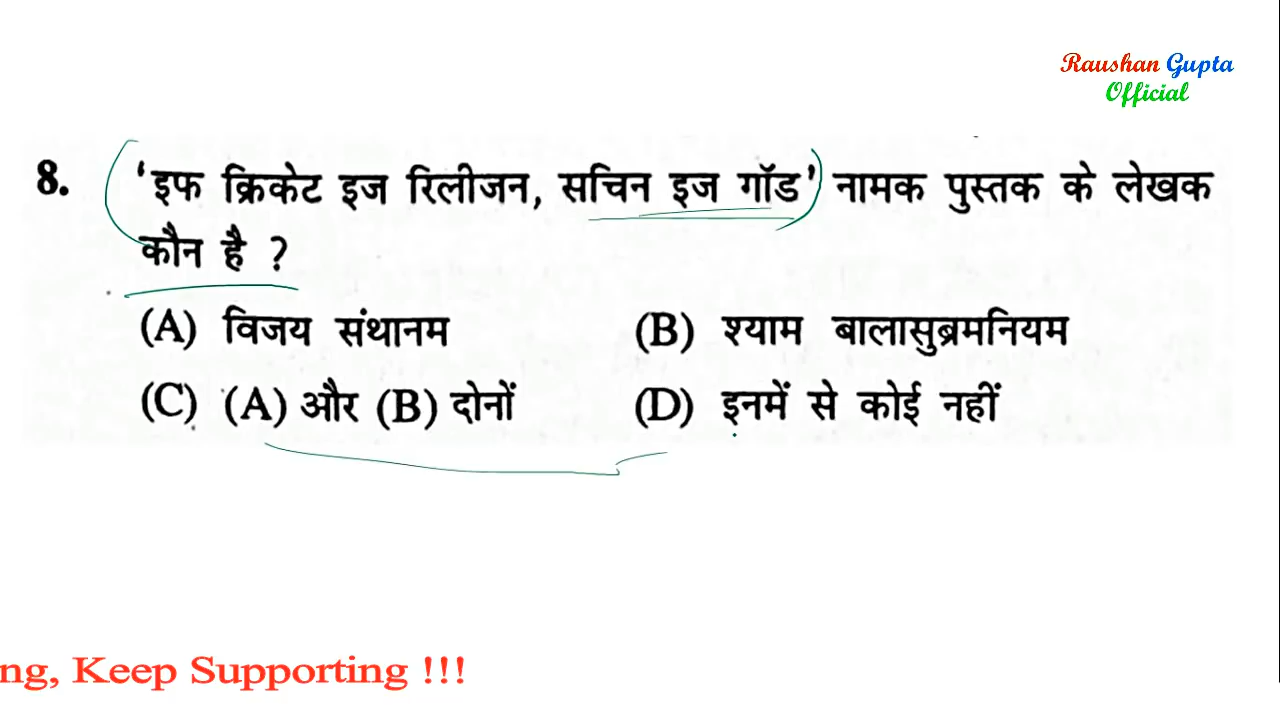 Raushan Gupta
Official
8. 'इफ क्रिकेट इज रिलीजन, सचिन इज गॉड' नामक पुस्तक के लेखक
कौन है ?
(A) विजय संथानम (B) श्याम बालासुब्रमनियम
(C) (A) और (B) दोनों (D) इनमें से कोई नहीं
ng, Keep Supporting !!!